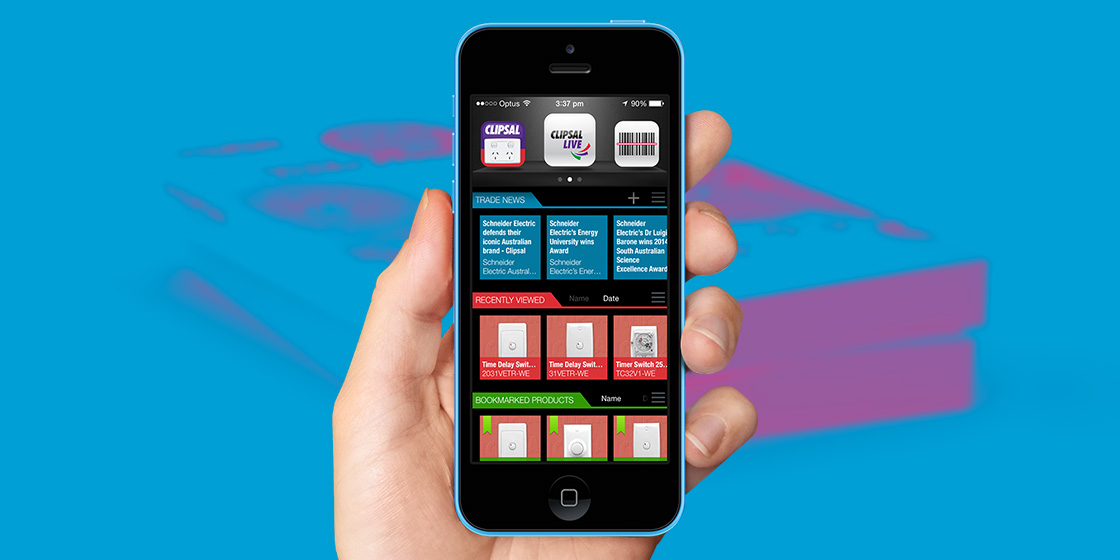 Optus
3:37 pm
90%
CLIPSAL
CLIPSAL
LIVE
TRADE NEWS
Schneider Electric
defends their
iconic Australian
brand - Clipsal
Schneider
Electric Austral...
Schneider
Electric's Energy
University wins
Award
Schneider
Electric's Ener...
Schneider
Electric's Dr Luigi
Barone wins 2014
South Australian
Science
Excellence Award
RECENTLY VIEWED
Name
Date
Time Delay Swit...
2031VETR-WE
Time Delay Swit...
31VETR-WE
Timer Switch 25...
TC32V1-WE
BOOKMARKED PRODUCTS
Name
D